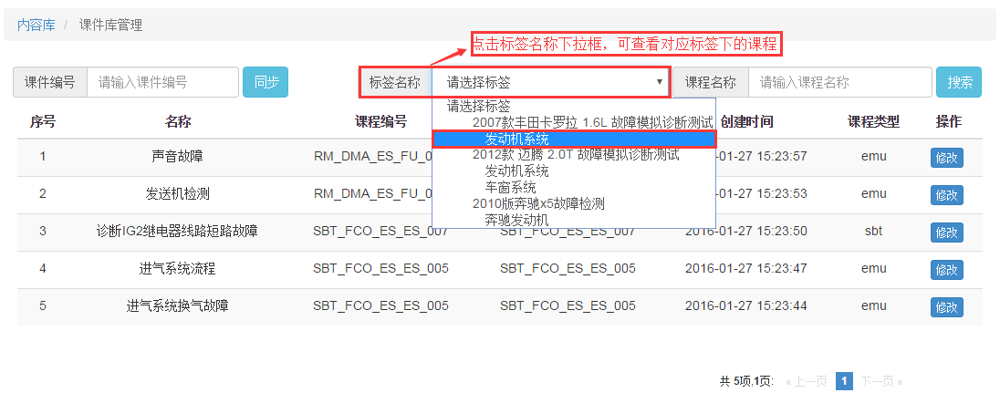 内容库 / 课件库管理
点击标签名称下拉框，可查看对应标签下的课程
课件编号 请输入课件编号 同步 标签名称 请选择标签 课程名称 请输入课程名称 搜索
请选择标签
2007款丰田卡罗拉 1.6L 故障模拟诊断测试
发动机系统
2012款 迈腾 2.0T 故障模拟诊断测试
发动机系统
车窗系统
2010版奔驰x5故障检测
奔驰发动机
序号 名称 课程编号 创建时间 课程类型 操作
1 声音故障 RM_DMA_ES_FU_0 2016-01-27 15:23:57 emu 修改
2 发送机检测 RM_DMA_ES_FU_0 2016-01-27 15:23:53 emu 修改
3 诊断IG2继电器线路短路故障 SBT_FCO_ES_ES_007 SBT_FCO_ES_ES_007 2016-01-27 15:23:50 sbt 修改
4 进气系统流程 SBT_FCO_ES_ES_005 SBT_FCO_ES_ES_005 2016-01-27 15:23:47 emu 修改
5 进气系统换气故障 SBT_FCO_ES_ES_005 SBT_FCO_ES_ES_005 2016-01-27 15:23:44 emu 修改
共 5项,1页: « 上一页 1 下一页 »